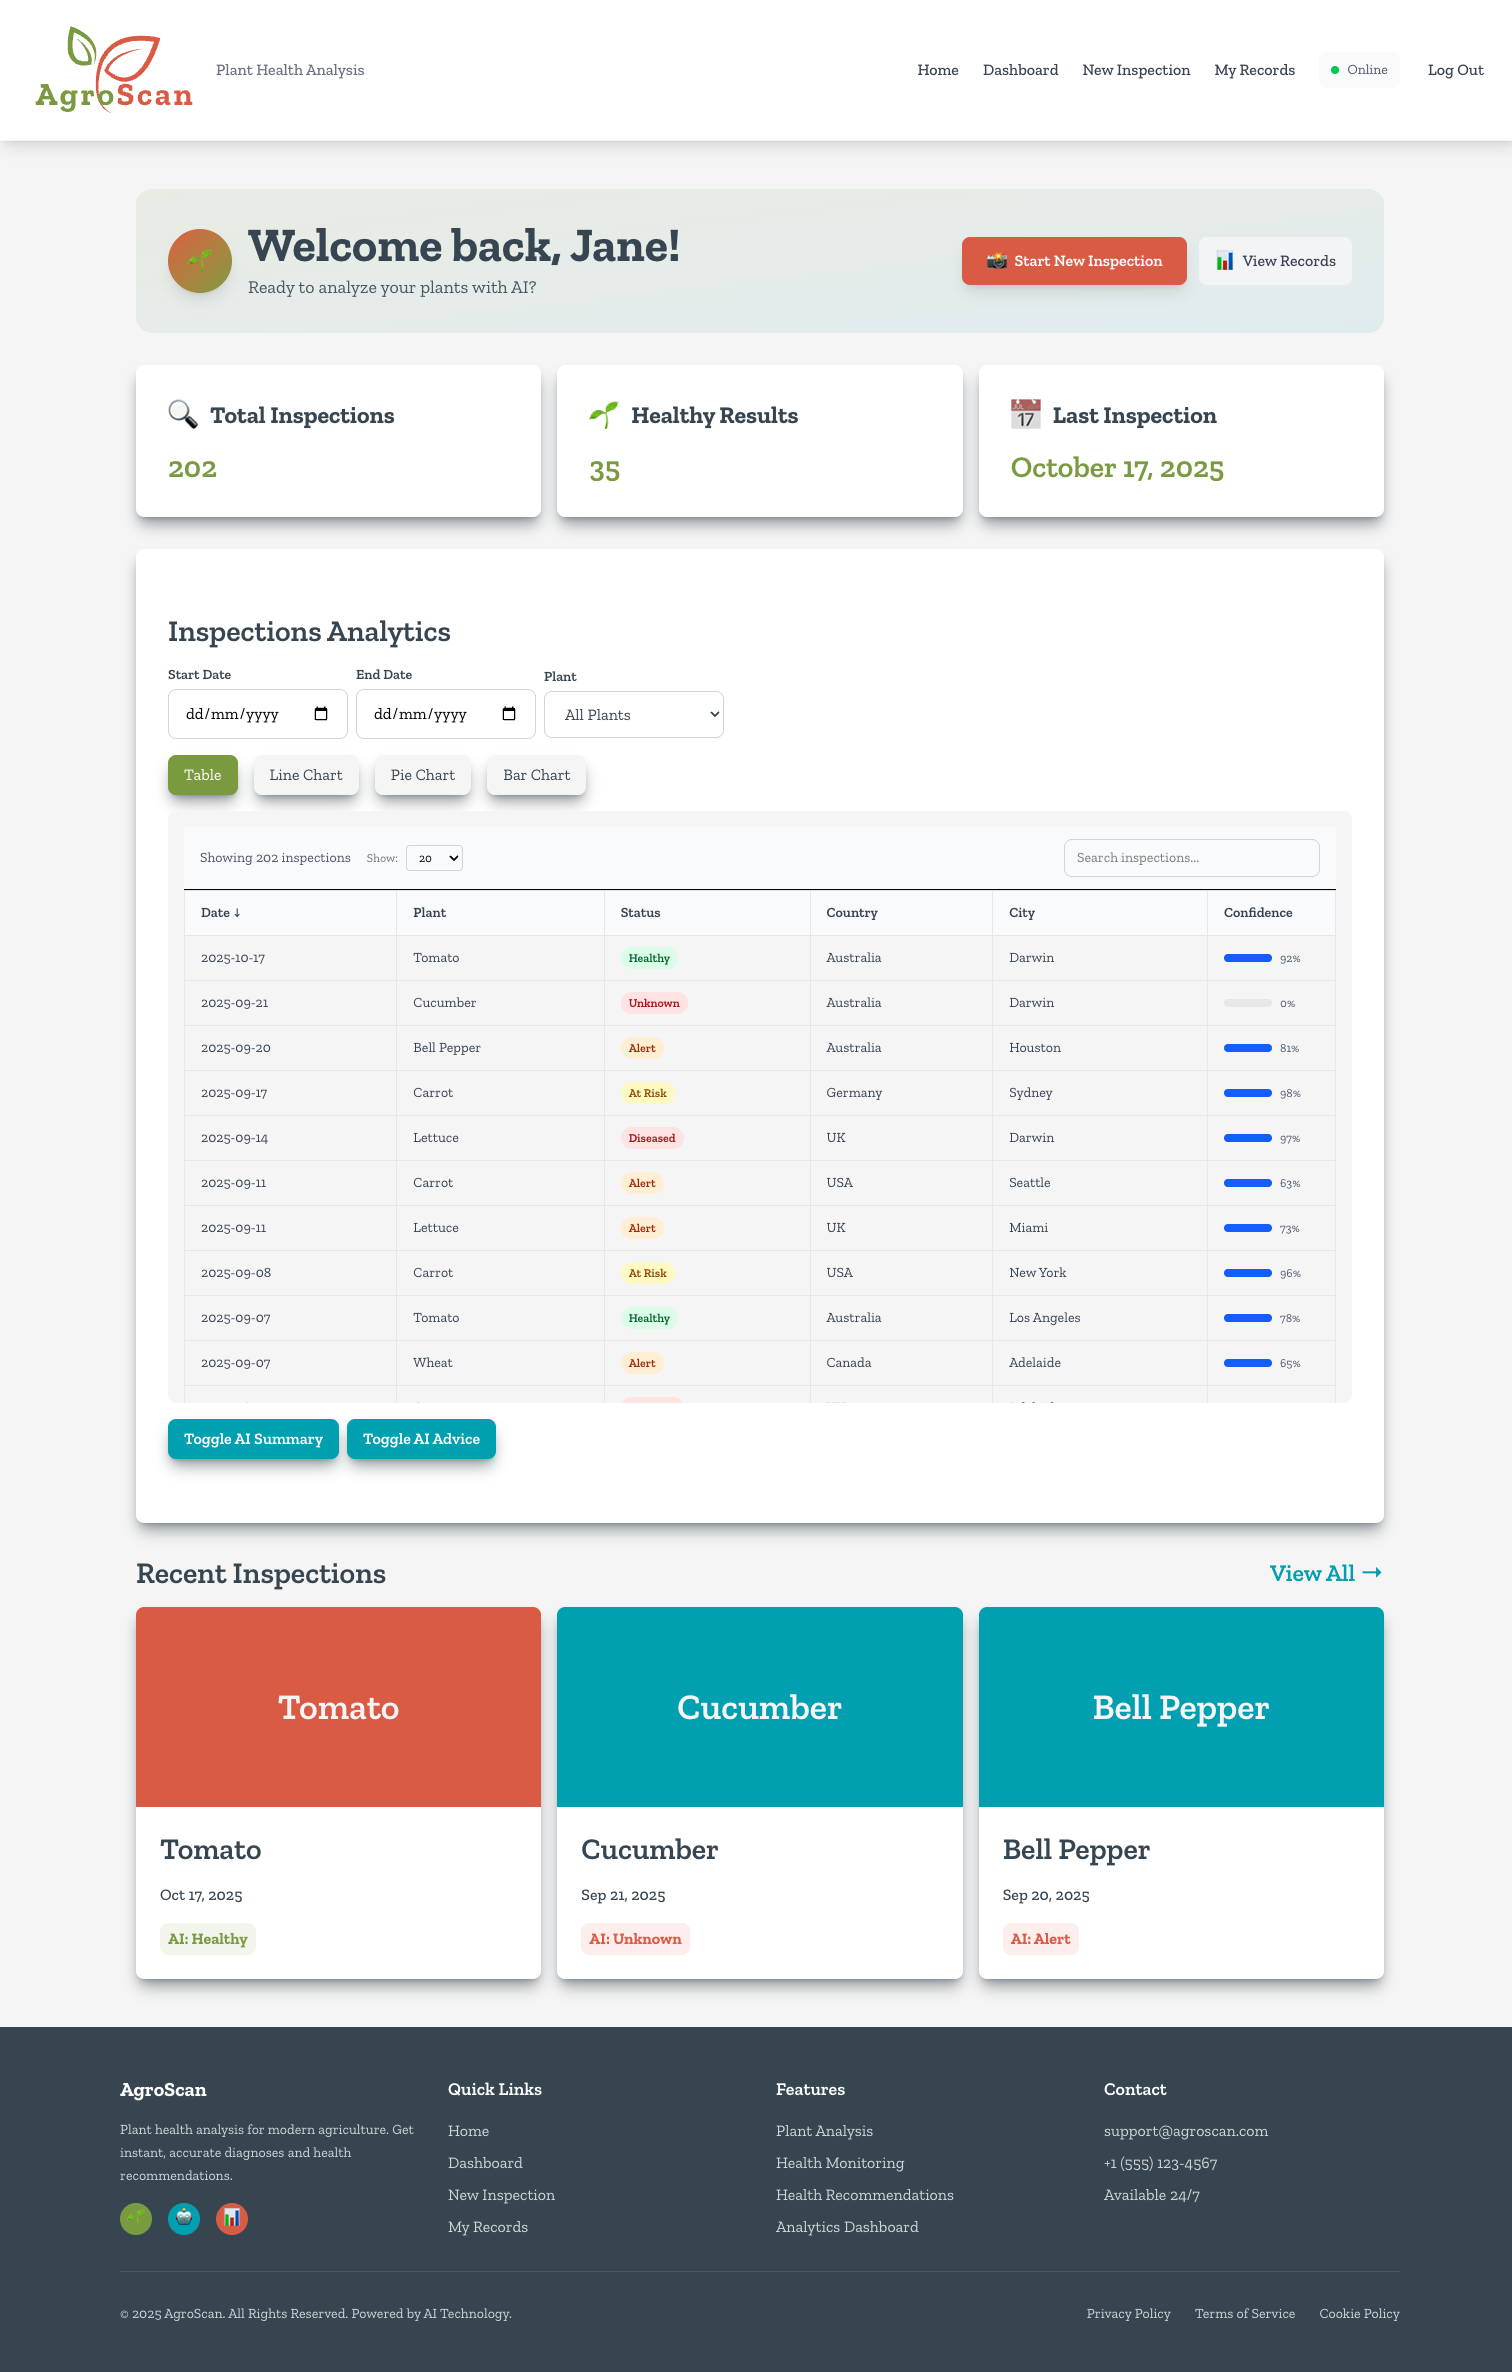 AgroScan
Plant Health Analysis
Home Dashboard New Inspection My Records Online Log Out
Welcome back, Jane!
Ready to analyze your plants with AI?
Start New Inspection View Records
Total Inspections
202
Healthy Results
35
JUL
17
Last Inspection
October 17, 2025
Inspections Analytics
Start Date End Date Plant
dd/mm/yyyy dd/mm/yyyy All Plants
Table Line Chart Pie Chart Bar Chart
Showing 202 inspections Show: 20 Search inspections...
Date ↓ Plant Status Country City Confidence
2025-10-17 Tomato Healthy Australia Darwin 92%
2025-09-21 Cucumber Unknown Australia Darwin 0%
2025-09-20 Bell Pepper Alert Australia Houston 81%
2025-09-17 Carrot At Risk Germany Sydney 98%
2025-09-14 Lettuce Diseased UK Darwin 97%
2025-09-11 Carrot Alert USA Seattle 63%
2025-09-11 Lettuce Alert UK Miami 73%
2025-09-08 Carrot At Risk USA New York 96%
2025-09-07 Tomato Healthy Australia Los Angeles 78%
2025-09-07 Wheat Alert Canada Adelaide 65%
Toggle AI Summary Toggle AI Advice
Recent Inspections View All →
Tomato
Tomato
Oct 17, 2025
AI: Healthy
Cucumber
Cucumber
Sep 21, 2025
AI: Unknown
Bell Pepper
Bell Pepper
Sep 20, 2025
AI: Alert
AgroScan
Plant health analysis for modern agriculture. Get
instant, accurate diagnoses and health
recommendations.
Quick Links
Home
Dashboard
New Inspection
My Records
Features
Plant Analysis
Health Monitoring
Health Recommendations
Analytics Dashboard
Contact
support@agroscan.com
+1 (555) 123-4567
Available 24/7
© 2025 AgroScan. All Rights Reserved. Powered by AI Technology.
Privacy Policy Terms of Service Cookie Policy